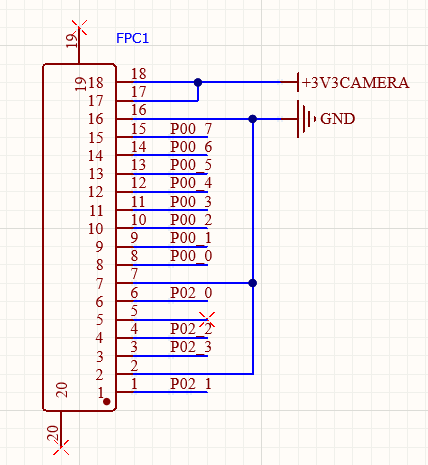 FPC1
19
19
18 18 +3V3CAMERA
17 17
16 16 GND
15 15 P00_7
14 14 P00_6
13 13 P00_5
12 12 P00_4
11 11 P00_3
10 10 P00_2
9 9 P00_1
8 8 P00_0
7 7
6 6 P02_0
5 5
4 4 P02_2
3 3 P02_3
2 2
1 1 P02_1
20
20